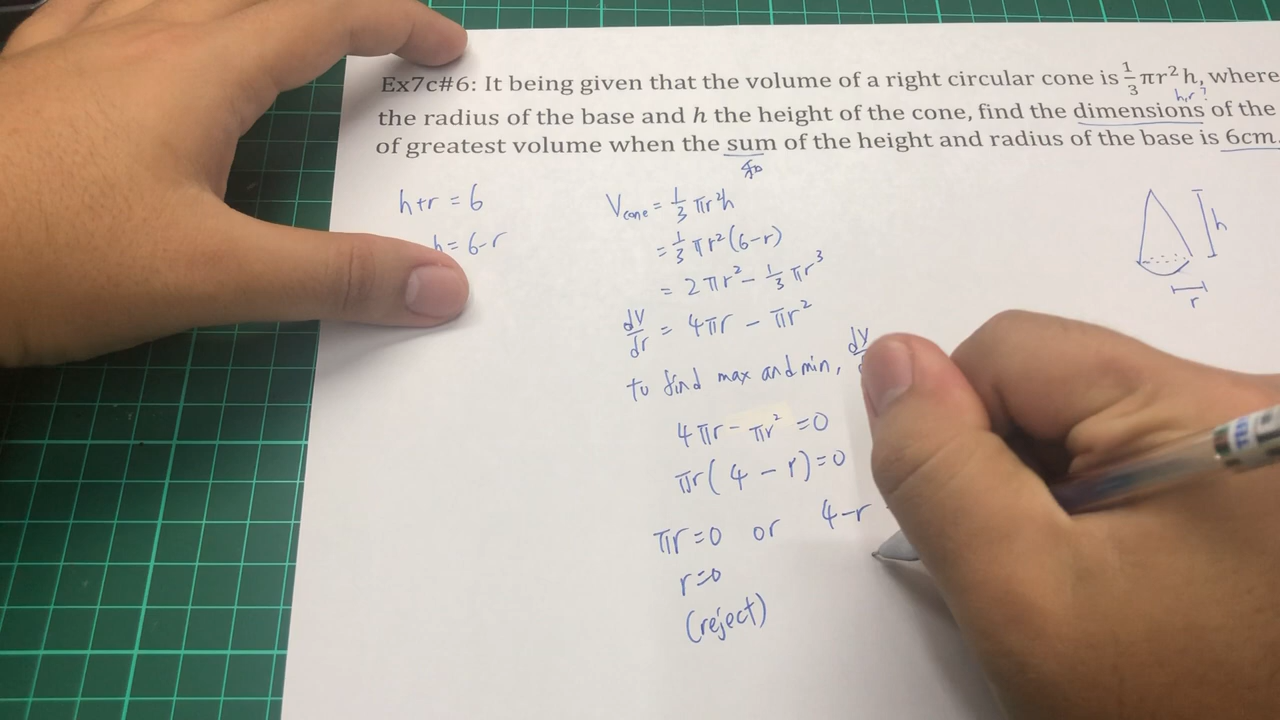 Ex7c#6: It being given that the volume of a right circular cone is 1/3 πr²h, where
h,r?
the radius of the base and h the height of the cone, find the dimensions of the
of greatest volume when the sum of the height and radius of the base is 6cm.
h+r = 6
h = 6-r
V cone = 1/3 πr²h
= 1/3 πr²(6-r)
= 2πr² - 1/3 πr³
dV/dr = 4πr - πr²
to find max and min, dV
4πr - πr² = 0
πr(4 - r) = 0
πr = 0 or 4-r
r=0
(reject)
h
r